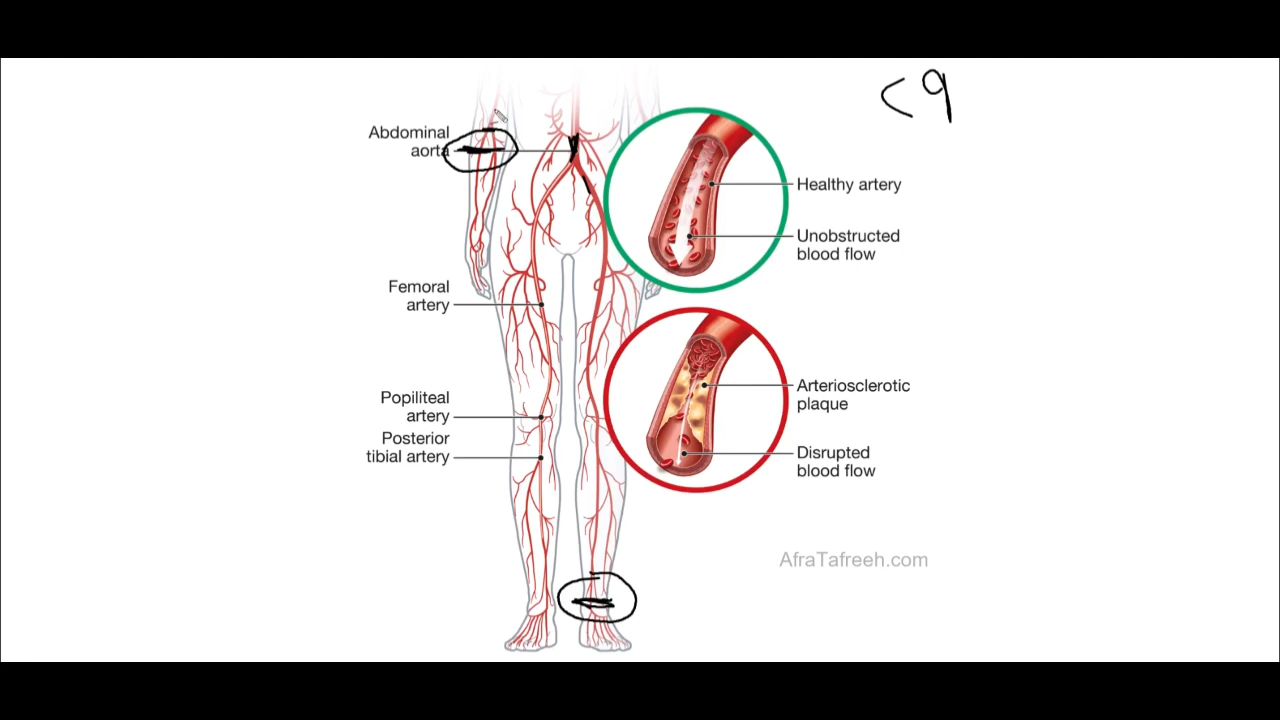 < 9
Abdominal
aorta
Healthy artery
Unobstructed
blood flow
Femoral
artery
Arteriosclerotic
plaque
Popiliteal
artery
Posterior
tibial artery
Disrupted
blood flow
AfraTafreeh.com